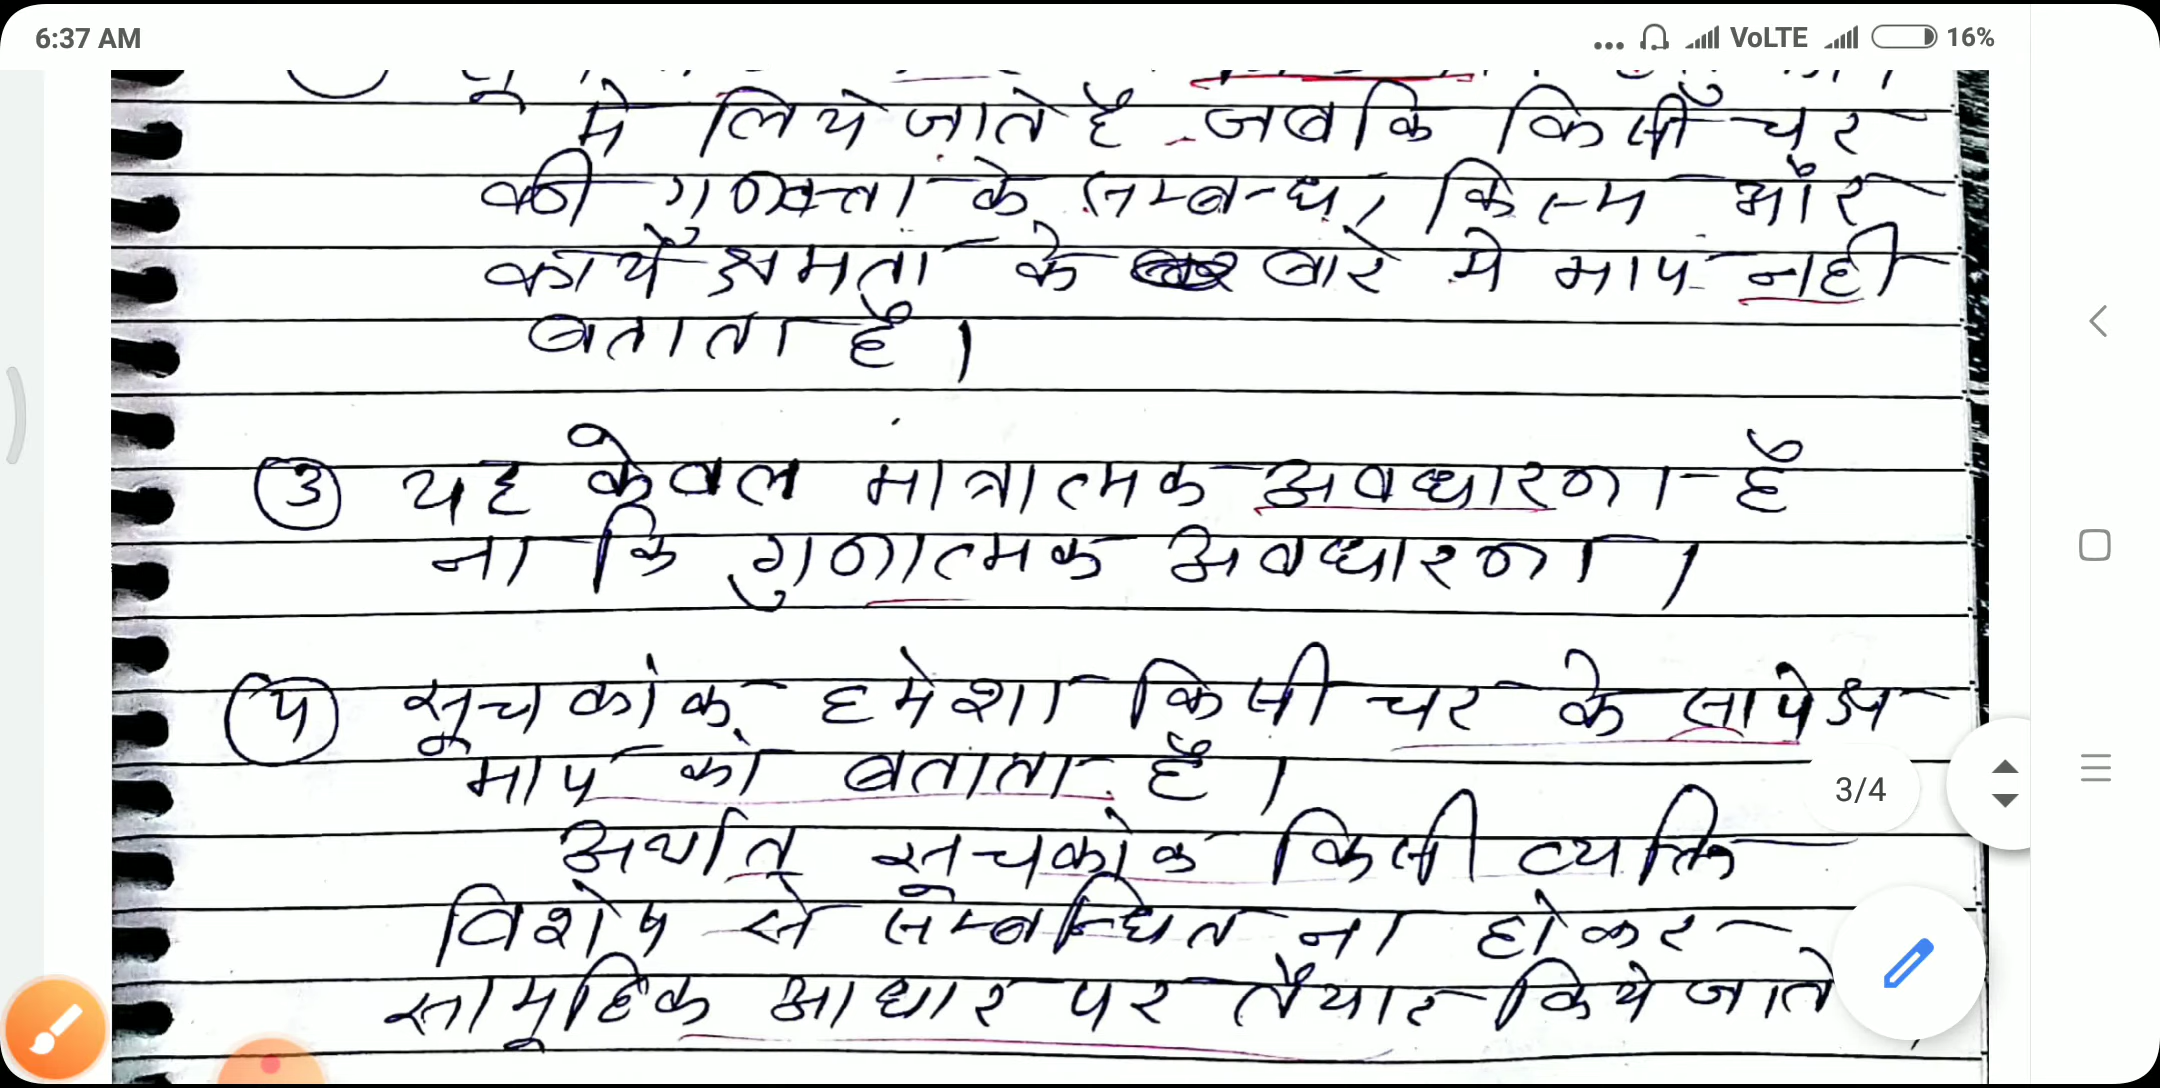 6:37 AM
... VoLTE 16%
मे लिये जाते है जबकि किसी चर
की गुणवत्ता के सम्बन्ध, किस्म और
कार्य क्षमता के बारे मे माप नही
बताता है।
③ यह केवल मात्रात्मक अवधारणा है
ना कि गुणात्मक अवधारणा।
④ सूचकांक हमेशा किसी चर के सापेक्ष
माप को बताता है।
3/4
अर्थात् सूचकांक किसी व्यक्ति
विशेष से सम्बन्धित ना होकर
सामूहिक आधार पर तैयार किये जाते